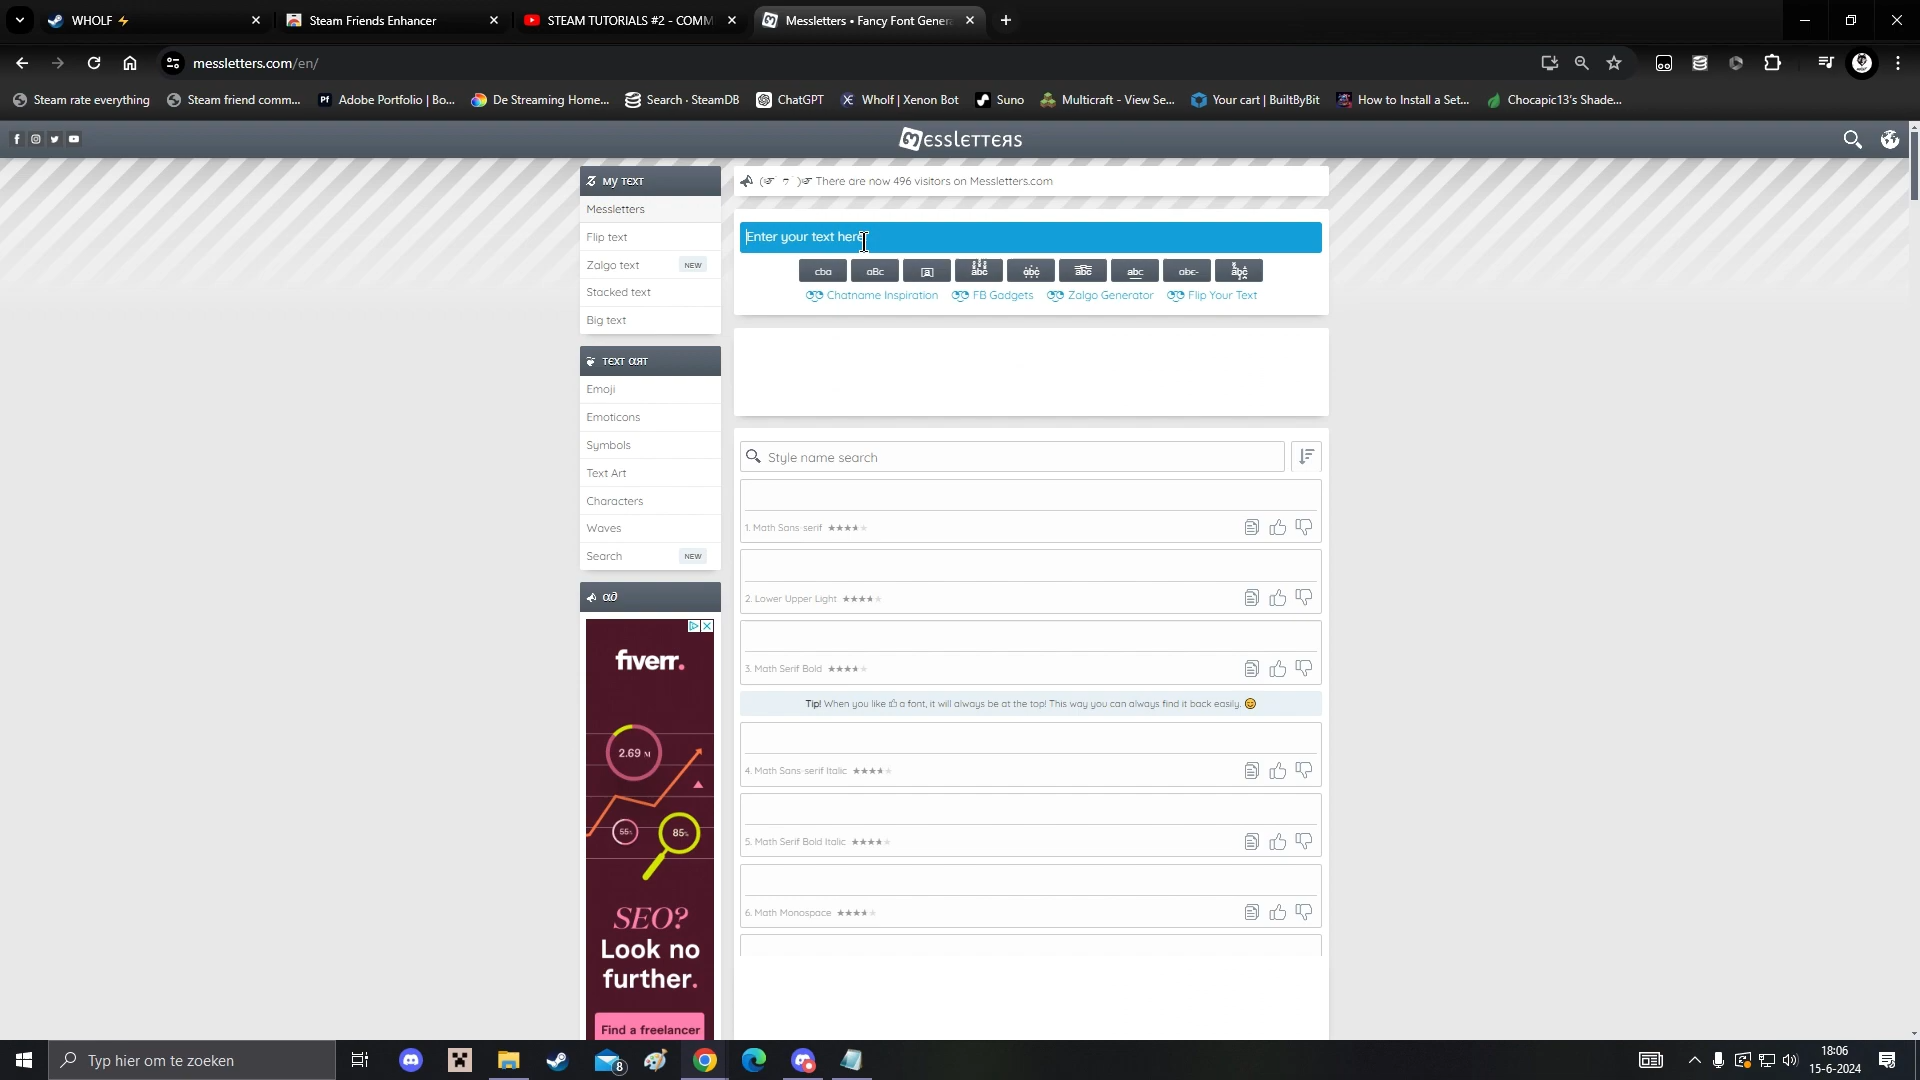 WHOLF ⚡
Steam Friends Enhancer
STEAM TUTORIALS #2 - COMM
Messletters • Fancy Font Genera
messletters.com/en/
Steam rate everything
Steam friend comm...
Adobe Portfolio | Bo...
De Streaming Home...
Search · SteamDB
ChatGPT
Wholf | Xenon Bot
Suno
Multicraft - View Se...
Your cart | BuiltByBit
How to Install a Set...
Chocapic13's Shade...
MY TEXT
Messletters
Flip text
Zalgo text NEW
Stacked text
Big text
Emoji
Emoticons
Symbols
Text Art
Characters
Waves
Search NEW
There are now 496 visitors on Messletters.com
Enter your text here
cba
aBc
Chatname Inspiration
FB Gadgets
Zalgo Generator
Flip Your Text
Style name search
1. Math Sans-serif ★★★★★
2. Lower Upper Light ★★★★★
3. Math Serif Bold ★★★★★
Tip! When you like 👍 a font, it will always be at the top! This way you can always find it back easily. 😊
4. Math Sans-serif Italic ★★★★★
5. Math Serif Bold Italic ★★★★★
6. Math Monospace ★★★★★
fiverr.
2.69 M
55%
85%
SEO?
Look no
further.
Find a freelancer
Typ hier om te zoeken
8
18:06
15-6-2024